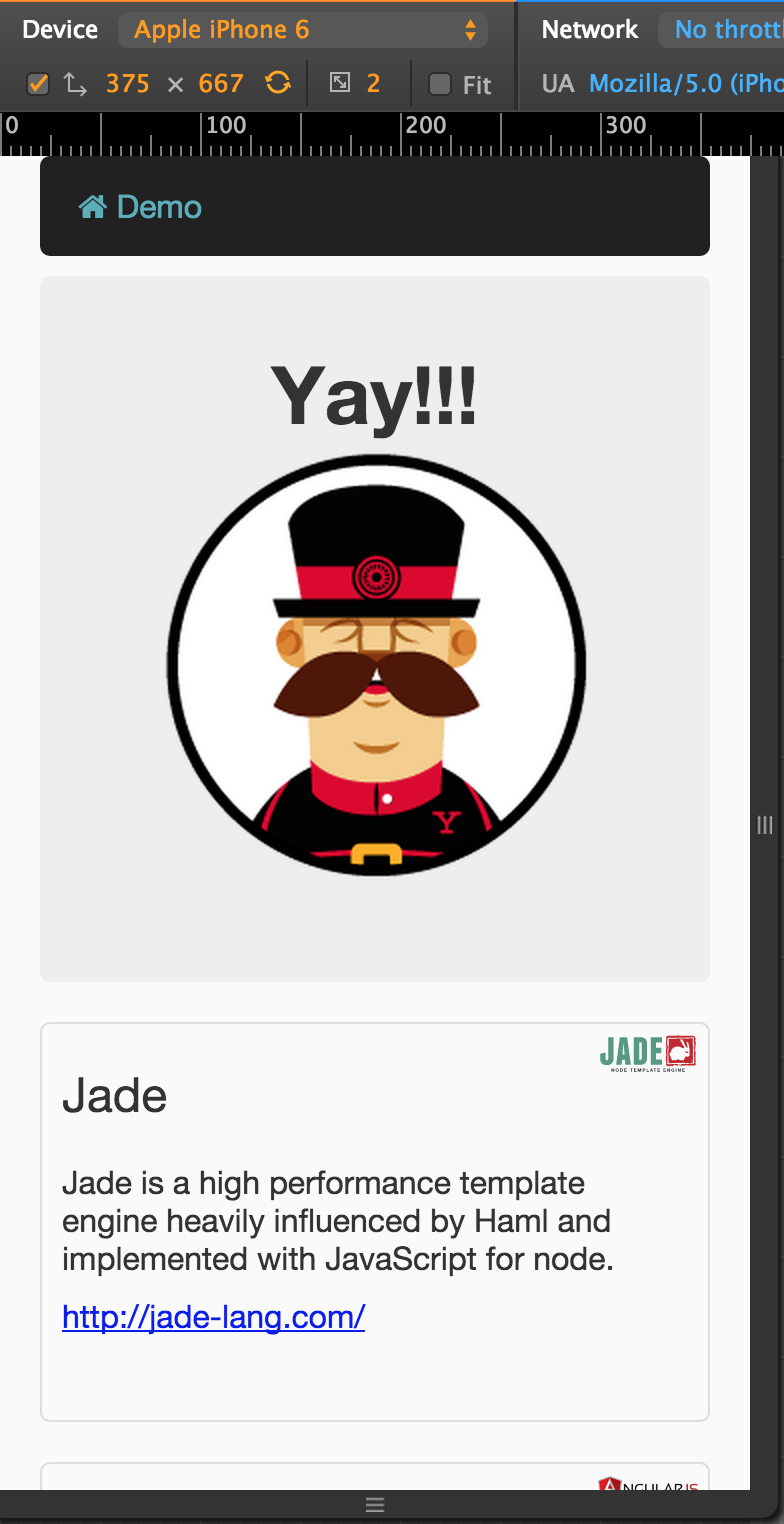 Device Apple iPhone 6 Network No thrott
375 × 667 2 Fit UA Mozilla/5.0 (iPho
0 100 200 300
Demo
Yay!!!
Y
JADE
NODE TEMPLATE ENGINE
Jade
Jade is a high performance template
engine heavily influenced by Haml and
implemented with JavaScript for node.
http://jade-lang.com/
ANGULARJS